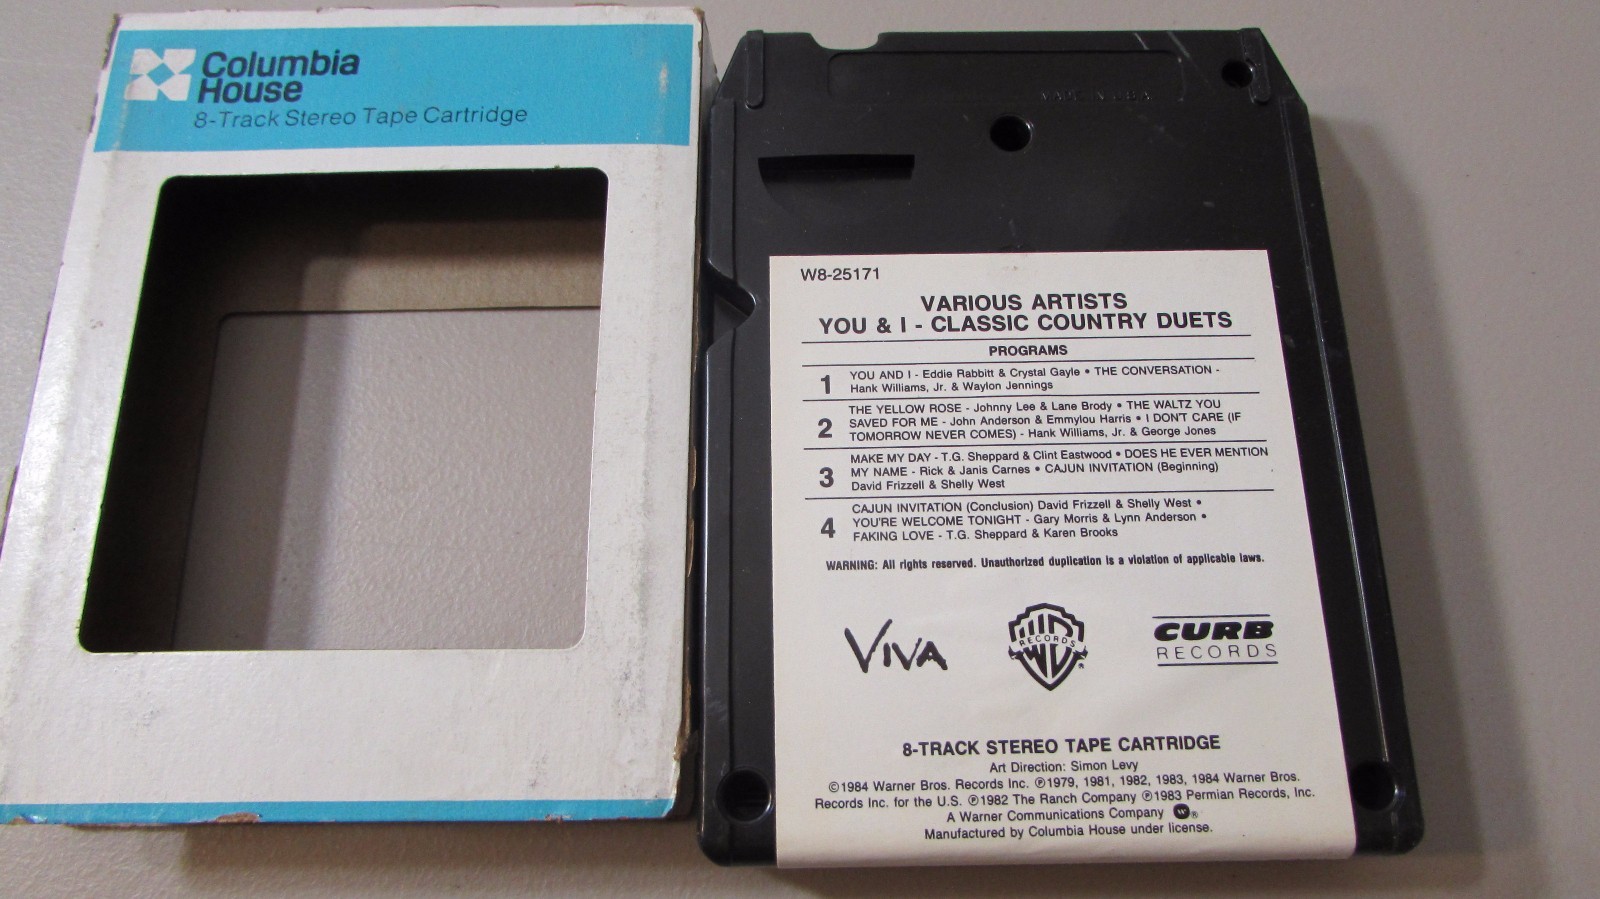 Columbia
House
8-Track Stereo Tape Cartridge
MADE IN U.S.A.
W8-25171
VARIOUS ARTISTS
YOU & I - CLASSIC COUNTRY DUETS
PROGRAMS
1
YOU AND I - Eddie Rabbitt & Crystal Gayle • THE CONVERSATION -
Hank Williams, Jr. & Waylon Jennings
2
THE YELLOW ROSE - Johnny Lee & Lane Brody • THE WALTZ YOU
SAVED FOR ME - John Anderson & Emmylou Harris • I DON'T CARE (IF
TOMORROW NEVER COMES) - Hank Williams, Jr. & George Jones
3
MAKE MY DAY - T.G. Sheppard & Clint Eastwood • DOES HE EVER MENTION
MY NAME - Rick & Janis Carnes • CAJUN INVITATION (Beginning)
David Frizzell & Shelly West
4
CAJUN INVITATION (Conclusion) David Frizzell & Shelly West •
YOU'RE WELCOME TONIGHT - Gary Morris & Lynn Anderson •
FAKING LOVE - T.G. Sheppard & Karen Brooks
WARNING: All rights reserved. Unauthorized duplication is a violation of applicable laws.
VIVA
WB RECORDS ®
CURB
RECORDS
8-TRACK STEREO TAPE CARTRIDGE
Art Direction: Simon Levy
©1984 Warner Bros. Records Inc. ℗1979, 1981, 1982, 1983, 1984 Warner Bros.
Records Inc. for the U.S. ℗1982 The Ranch Company ℗1983 Permian Records, Inc.
A Warner Communications Company W ®
Manufactured by Columbia House under license.